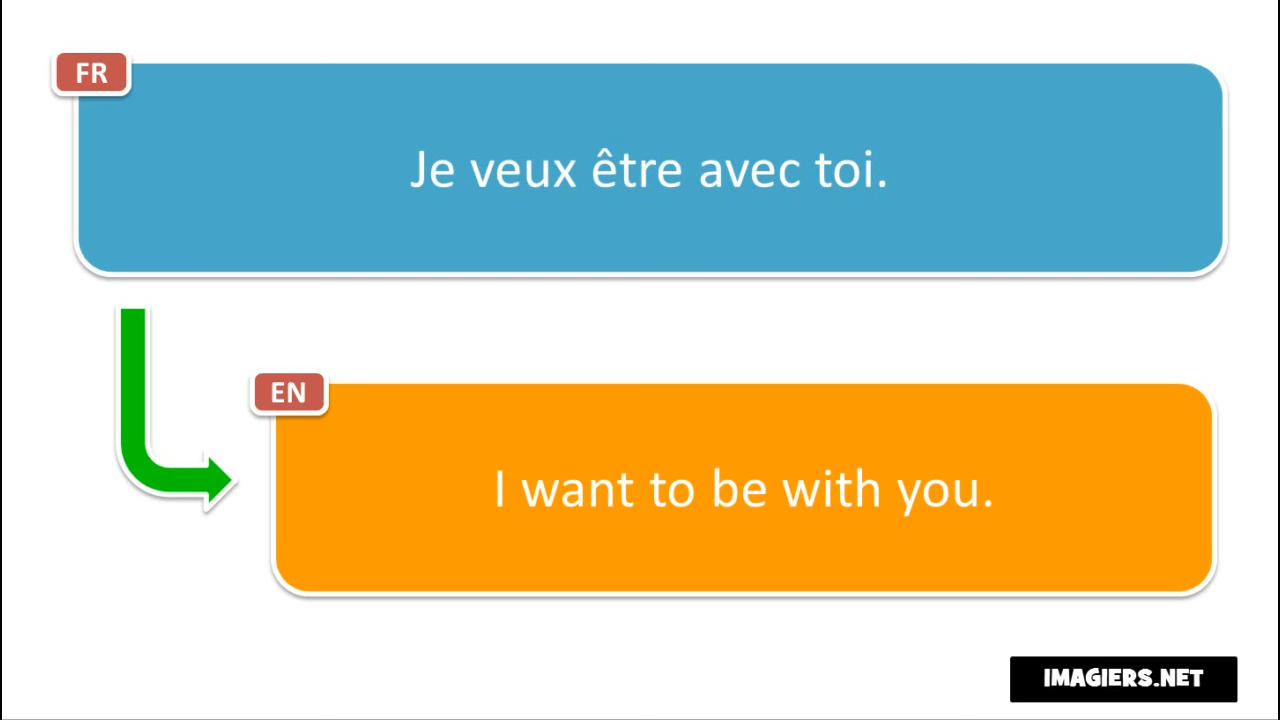 FR
Je veux être avec toi.
EN
I want to be with you.
IMAGIERS.NET